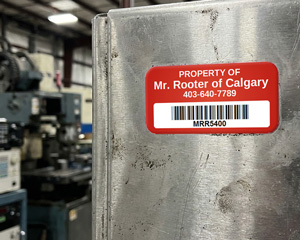 PROPERTY OF
Mr. Rooter of Calgary
403-640-7789
MRR5400